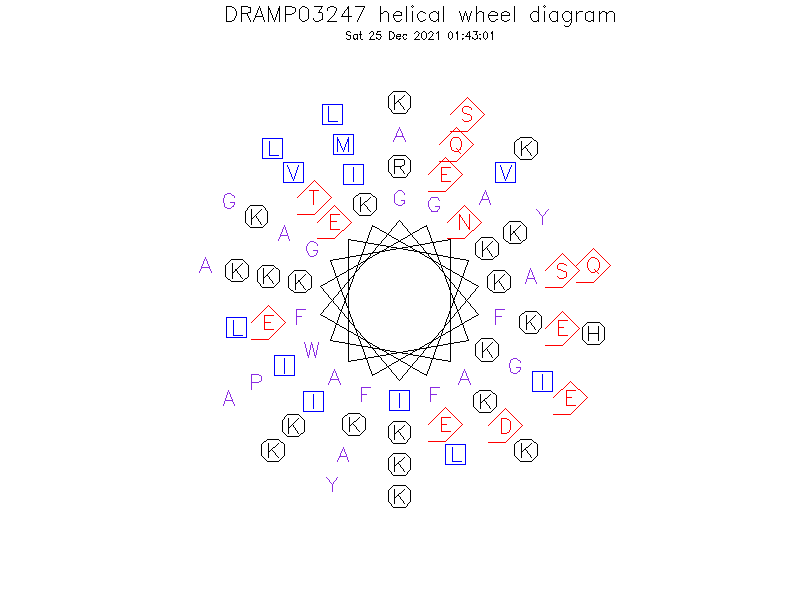 DRAMP03247 helical wheel diagram
Sat 25 Dec 2021 01:43:01
K
L S
A
L M Q K
V I R E V
G T K G G A
K E N Y
A K
G K
A K K K K A S Q
L E F F K E H
W K
I G
P A A I
A I F I F K E
K K K E D
K A L K
K
Y
K